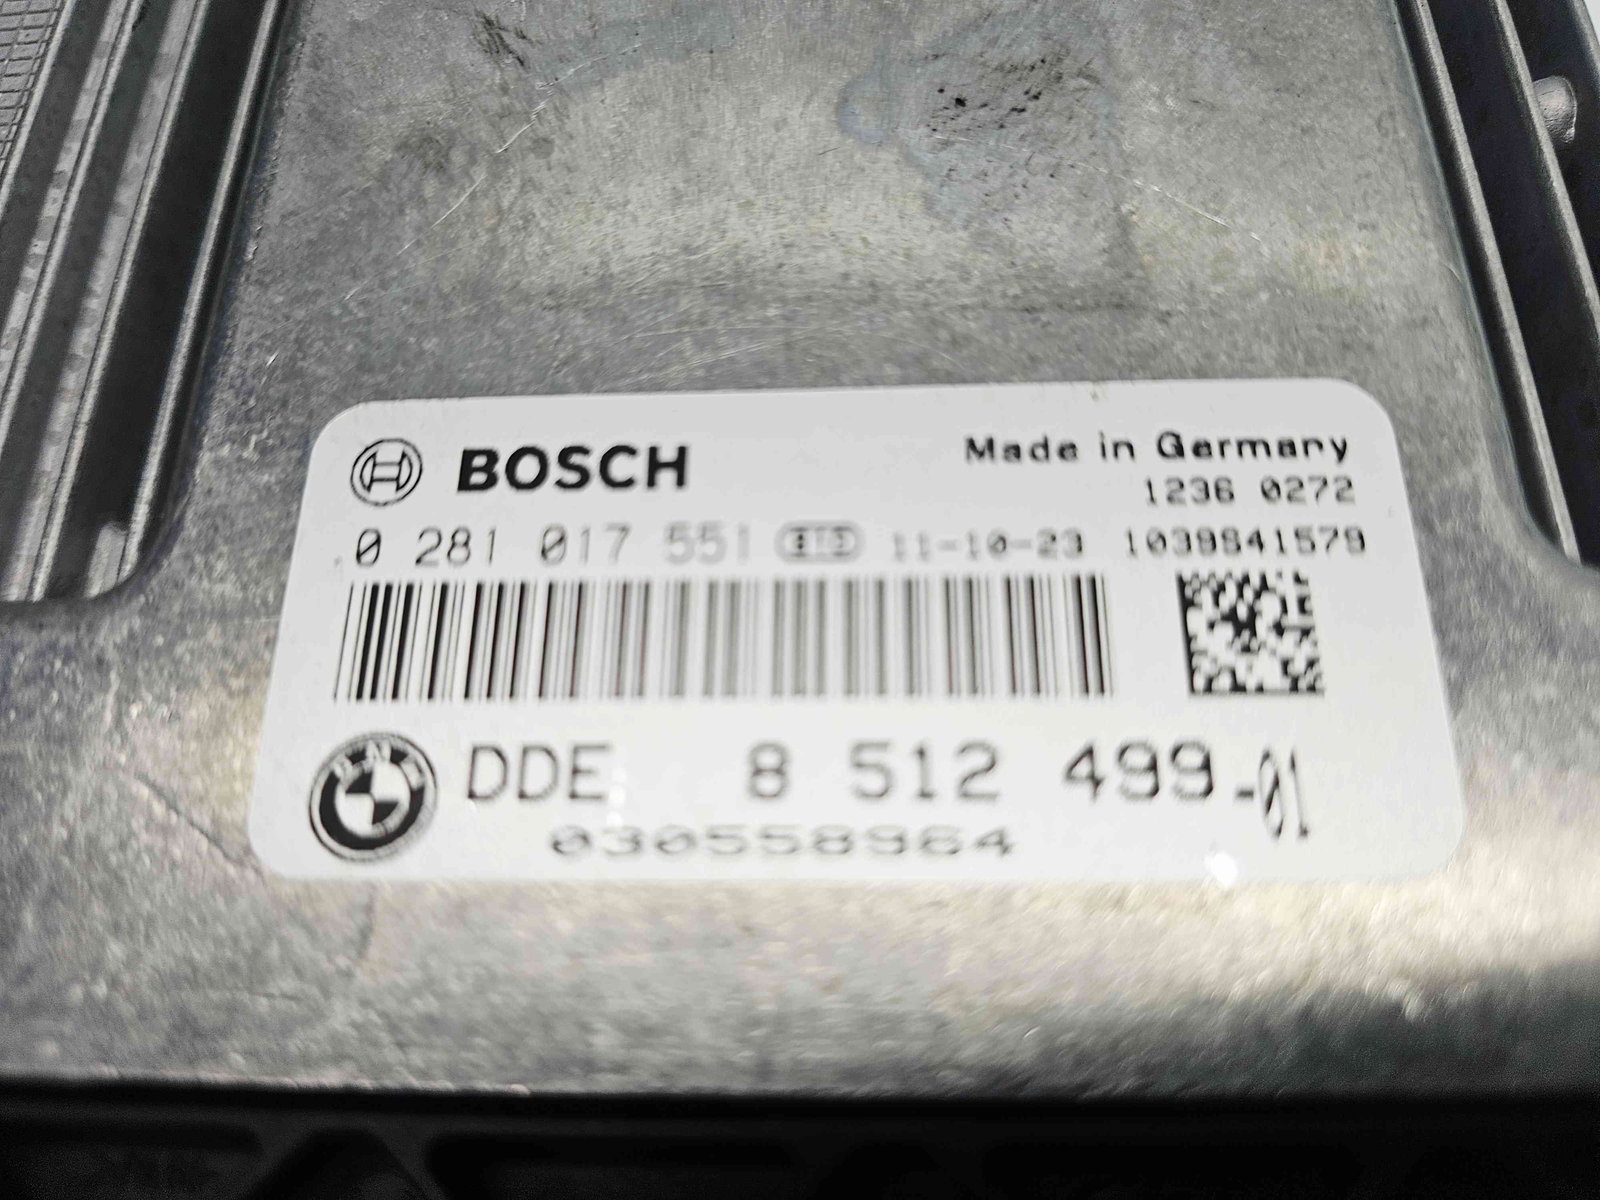 BOSCH
Made in Germany
1236 0272
0 281 017 551 11-10-23 1039S41579
BMW DDE 8 512 499-01
030558964